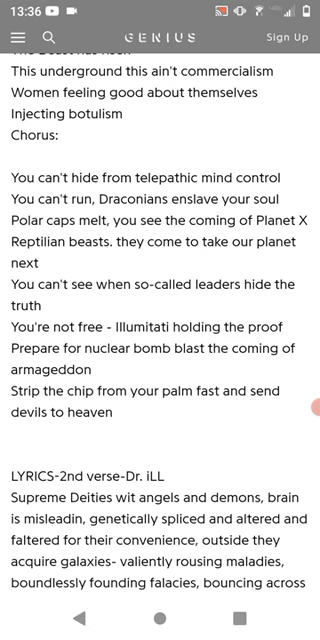 13:36
GENIUS
Sign Up
This underground this ain't commercialism
Women feeling good about themselves
Injecting botulism
Chorus:
You can't hide from telepathic mind control
You can't run, Draconians enslave your soul
Polar caps melt, you see the coming of Planet X
Reptilian beasts. they come to take our planet
next
You can't see when so-called leaders hide the
truth
You're not free - Illumitati holding the proof
Prepare for nuclear bomb blast the coming of
armageddon
Strip the chip from your palm fast and send
devils to heaven
LYRICS-2nd verse-Dr. iLL
Supreme Deities wit angels and demons, brain
is misleadin, genetically spliced and altered and
faltered for their convenience, outside they
acquire galaxies- valiently rousing maladies,
boundlessly founding falacies, bouncing across